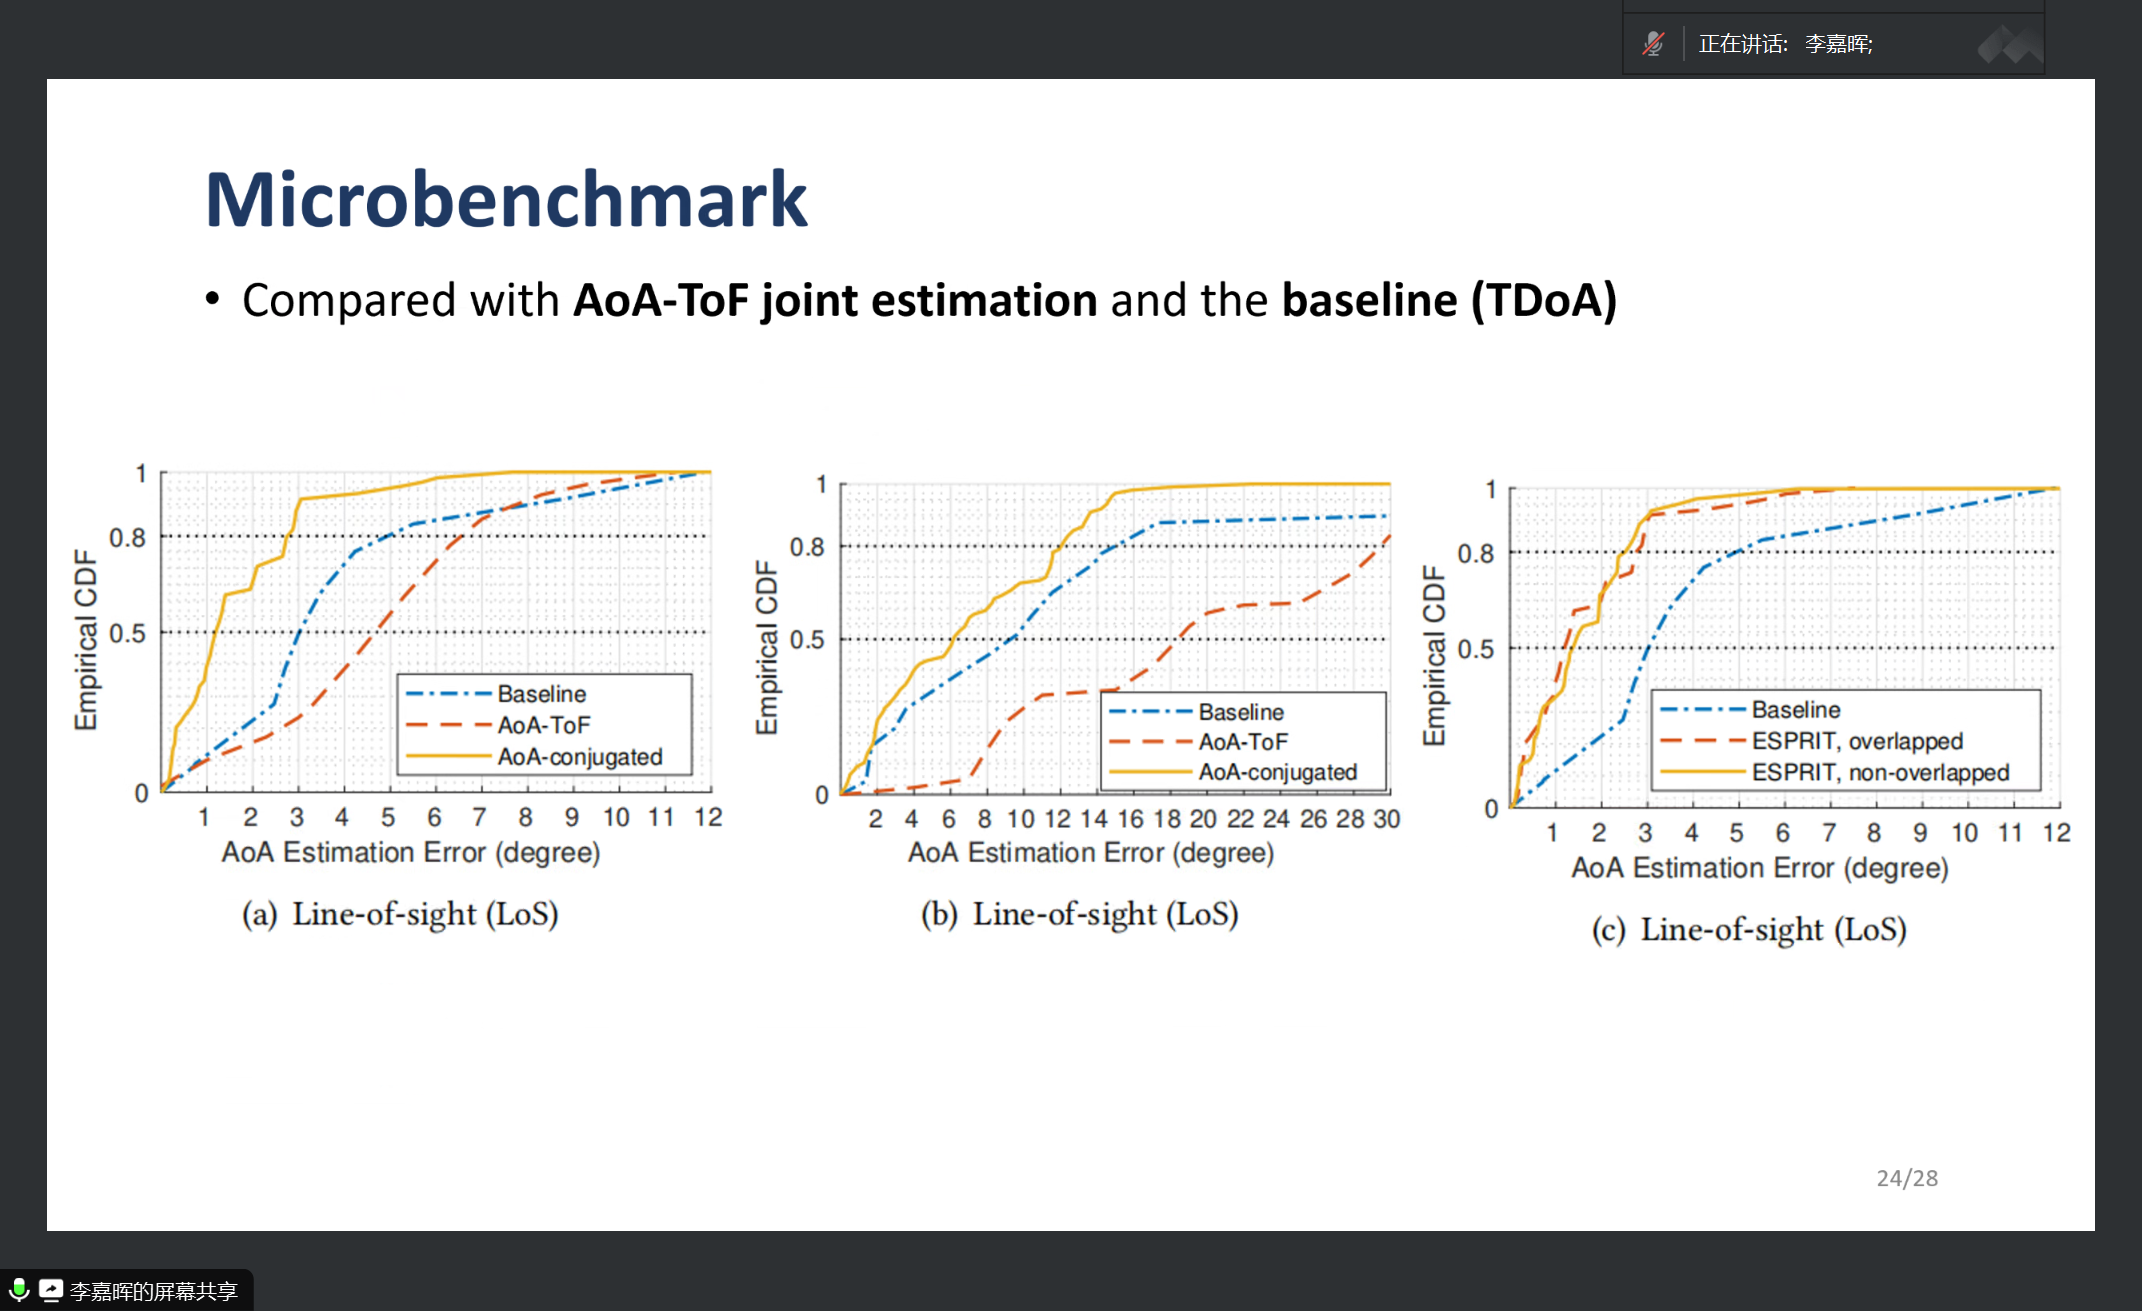 正在讲话: 李嘉晖;
Microbenchmark
• Compared with AoA-ToF joint estimation and the baseline (TDoA)
1
0.8
0.5
0
Empirical CDF
Baseline
AoA-ToF
AoA-conjugated
1 2 3 4 5 6 7 8 9 10 11 12
AoA Estimation Error (degree)
(a) Line-of-sight (LoS)
1
0.8
0.5
0
Empirical CDF
Baseline
AoA-ToF
AoA-conjugated
2 4 6 8 10 12 14 16 18 20 22 24 26 28 30
AoA Estimation Error (degree)
(b) Line-of-sight (LoS)
1
0.8
0.5
0
Empirical CDF
Baseline
ESPRIT, overlapped
ESPRIT, non-overlapped
1 2 3 4 5 6 7 8 9 10 11 12
AoA Estimation Error (degree)
(c) Line-of-sight (LoS)
24/28
李嘉晖的屏幕共享